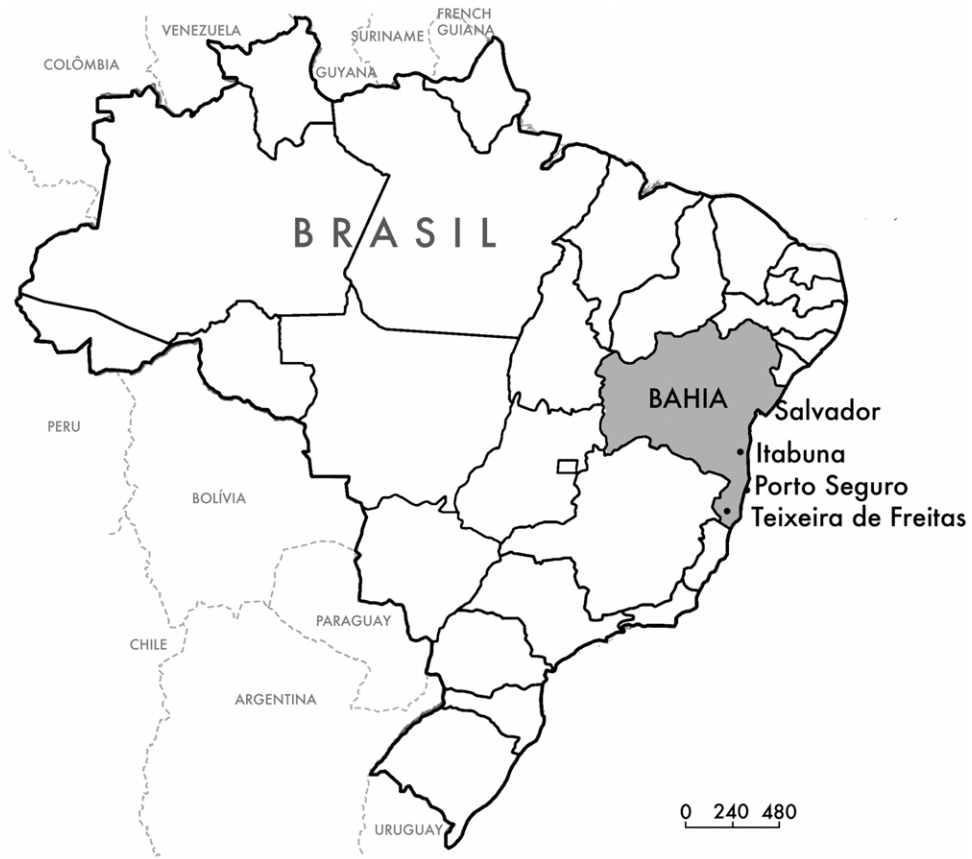 FRENCH
GUIANA
VENEZUELA
SURINAME
COLÔMBIA
GUYANA
BRASIL
BAHIA
Salvador
PERU
Itabuna
Porto Seguro
BOLÍVIA
Teixeira de Freitas
PARAGUAY
CHILE
ARGENTINA
0 240 480
URUGUAY